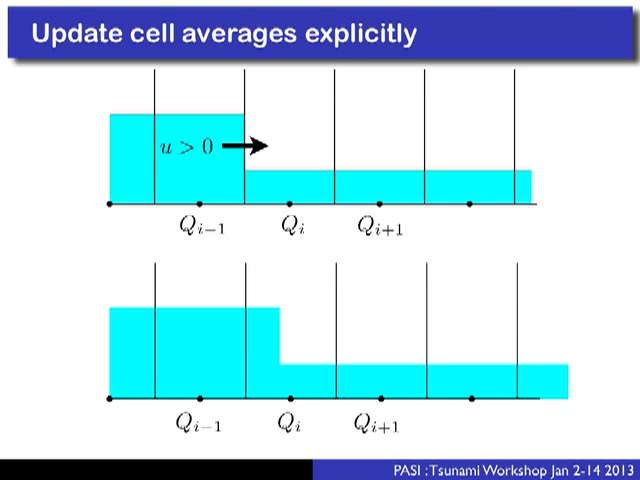 Update cell averages explicitly
u > 0
Q_{i−1} Q_i Q_{i+1}
Q_{i−1} Q_i Q_{i+1}
PASI :Tsunami Workshop Jan 2-14 2013